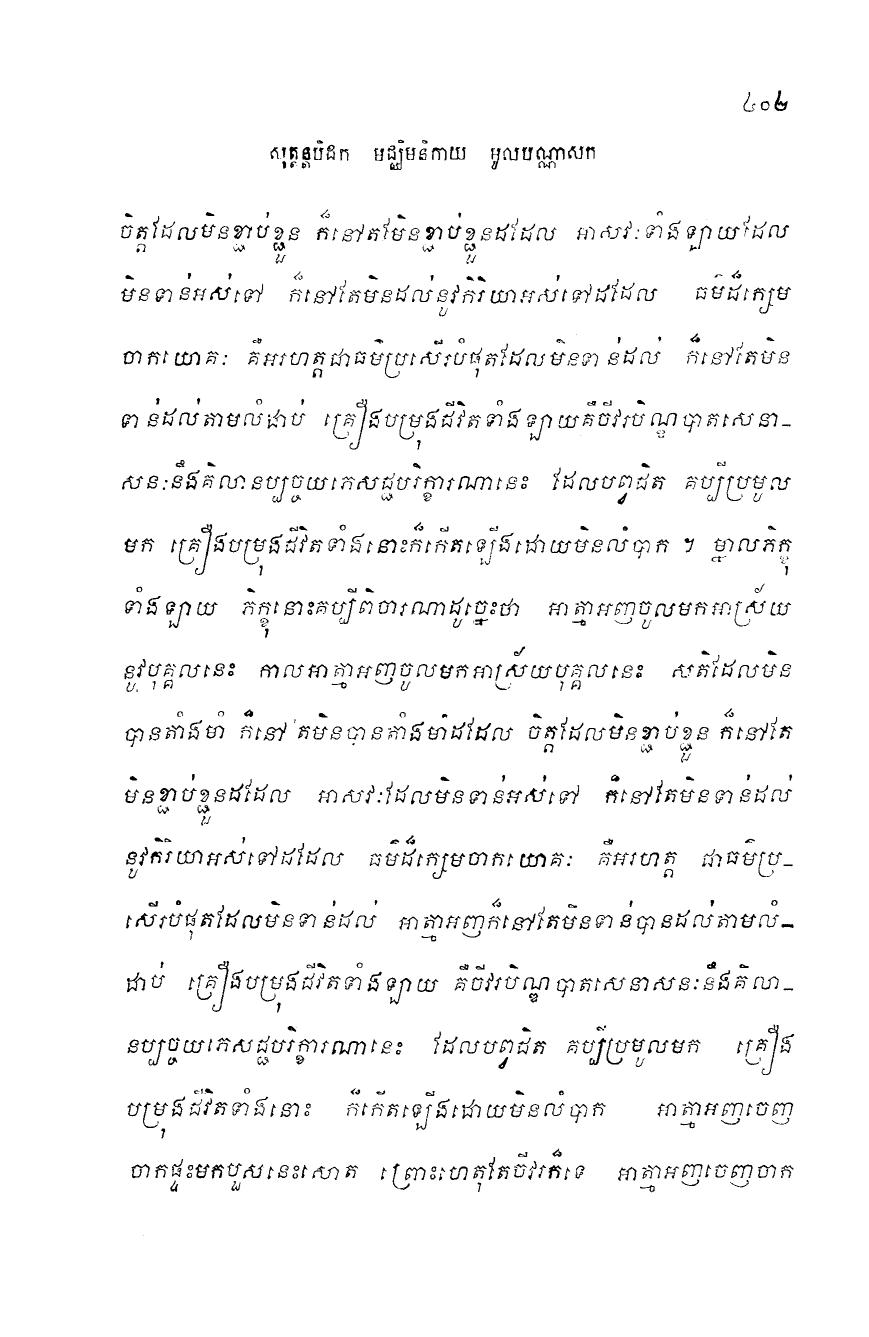 ៤០២
សុត្តន្តបិដក មជ្ឈិមនិកាយ មូលបណ្ណាសក
ចិត្តដែលមិនខ្ជាប់ខ្ជួន ក៏នៅតែមិនខ្ជាប់ខ្ជួនដដែល អាសវៈទាំងឡាយដែល
មិនទាន់អស់ទៅ ក៏នៅតែមិនដល់នូវកិរិយាអស់ទៅដដែល ធម៌ដ៏ក្សេម
ចាកយោគៈ គឺអរហត្តជាធម៌ប្រសើរបំផុតដែលមិនទាន់ដល់ ក៏នៅតែមិន
ទាន់ដល់តាមលំដាប់ គ្រឿងបម្រុងជីវិតទាំងឡាយគឺចីវរបិណ្ឌបាតសេនា-
សនៈនឹងគិលានប្បច្ចយភេសជ្ជបរិក្ខារណានេះ ដែលបព្វជិត គប្បីប្រមូល
មក គ្រឿងបម្រុងជីវិតទាំងនោះក៏កើតឡើងដោយមិនលំបាក ។ ម្នាលភិក្ខុ
ទាំងឡាយ ភិក្ខុនោះគប្បីពិចារណាដូច្នេះថា អាត្មាអញចូលមកអាស្រ័យ
នូវបុគ្គលនេះ កាលអាត្មាអញចូលមកអាស្រ័យបុគ្គលនេះ សតិដែលមិន
បានតាំងមាំ ក៏នៅតែមិនបានតាំងមាំដដែល ចិត្តដែលមិនខ្ជាប់ខ្ជួន ក៏នៅតែ
មិនខ្ជាប់ខ្ជួនដដែល អាសវៈដែលមិនទាន់អស់ទៅ ក៏នៅតែមិនទាន់ដល់
នូវកិរិយាអស់ទៅដដែល ធម៌ដ៏ក្សេមចាកយោគៈ គឺអរហត្ត ជាធម៌ប្រ-
សើរបំផុតដែលមិនទាន់ដល់ អាត្មាអញក៏នៅតែមិនទាន់បានដល់តាមលំ-
ដាប់ គ្រឿងបម្រុងជីវិតទាំងឡាយ គឺចីវរបិណ្ឌបាតសេនាសនៈនឹងគិលា-
នប្បច្ចយភេសជ្ជបរិក្ខារណានេះ ដែលបព្វជិត គប្បីប្រមូលមក គ្រឿង
បម្រុងជីវិតទាំងនោះ ក៏កើតឡើងដោយមិនលំបាក អាត្មាអញចេញ
ចាកផ្ទះមកបួសនេះសោត ព្រោះហេតុតែចីវរក៏ទេ អាត្មាអញចេញចាក